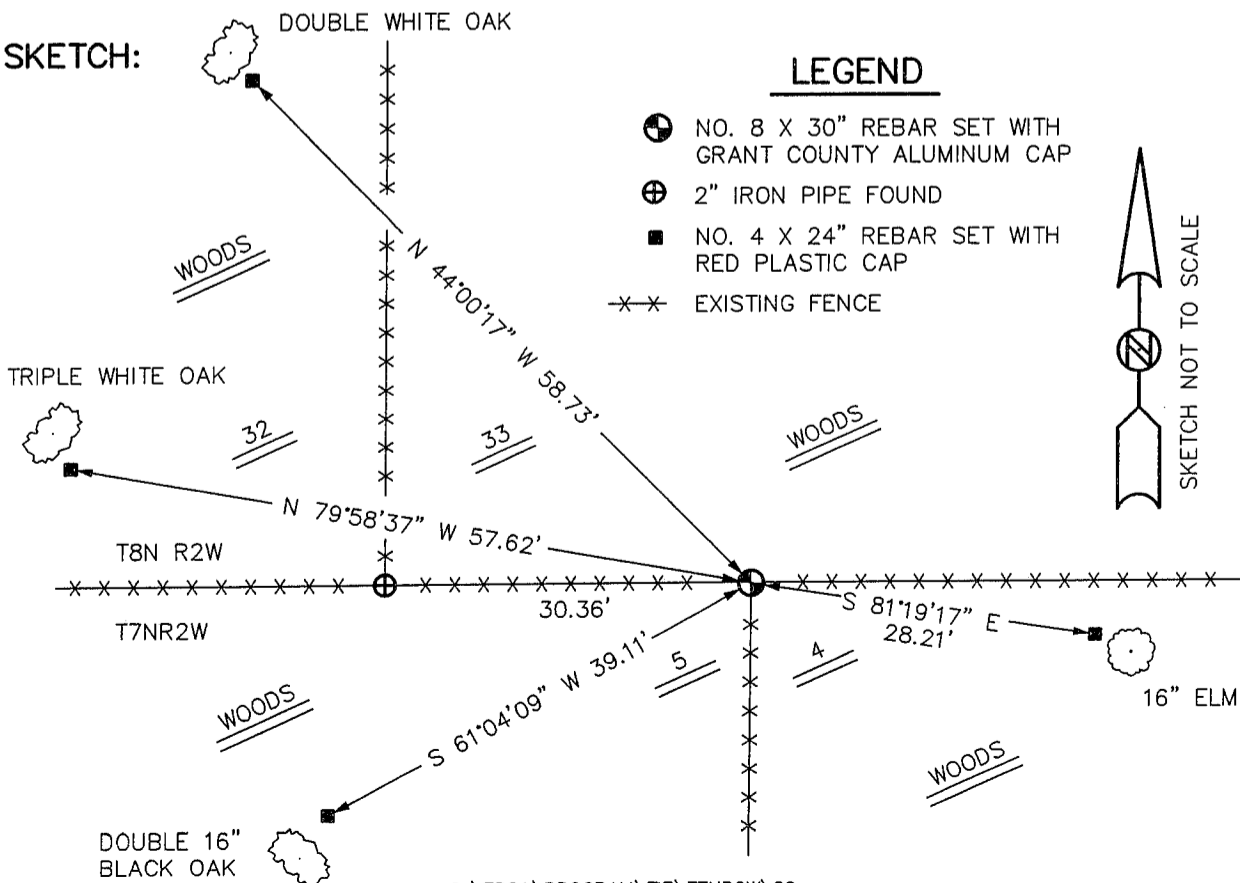 SKETCH:
DOUBLE WHITE OAK
LEGEND
NO. 8 X 30" REBAR SET WITH
GRANT COUNTY ALUMINUM CAP
2" IRON PIPE FOUND
NO. 4 X 24" REBAR SET WITH
RED PLASTIC CAP
EXISTING FENCE
N
SKETCH NOT TO SCALE
WOODS
N 44°00'17" W 58.73'
TRIPLE WHITE OAK
32
33
WOODS
N 79°58'37" W 57.62'
T8N R2W
T7NR2W
30.36'
S 81°19'17" E
28.21'
5
4
16" ELM
WOODS
S 61°04'09" W 39.11'
WOODS
DOUBLE 16"
BLACK OAK